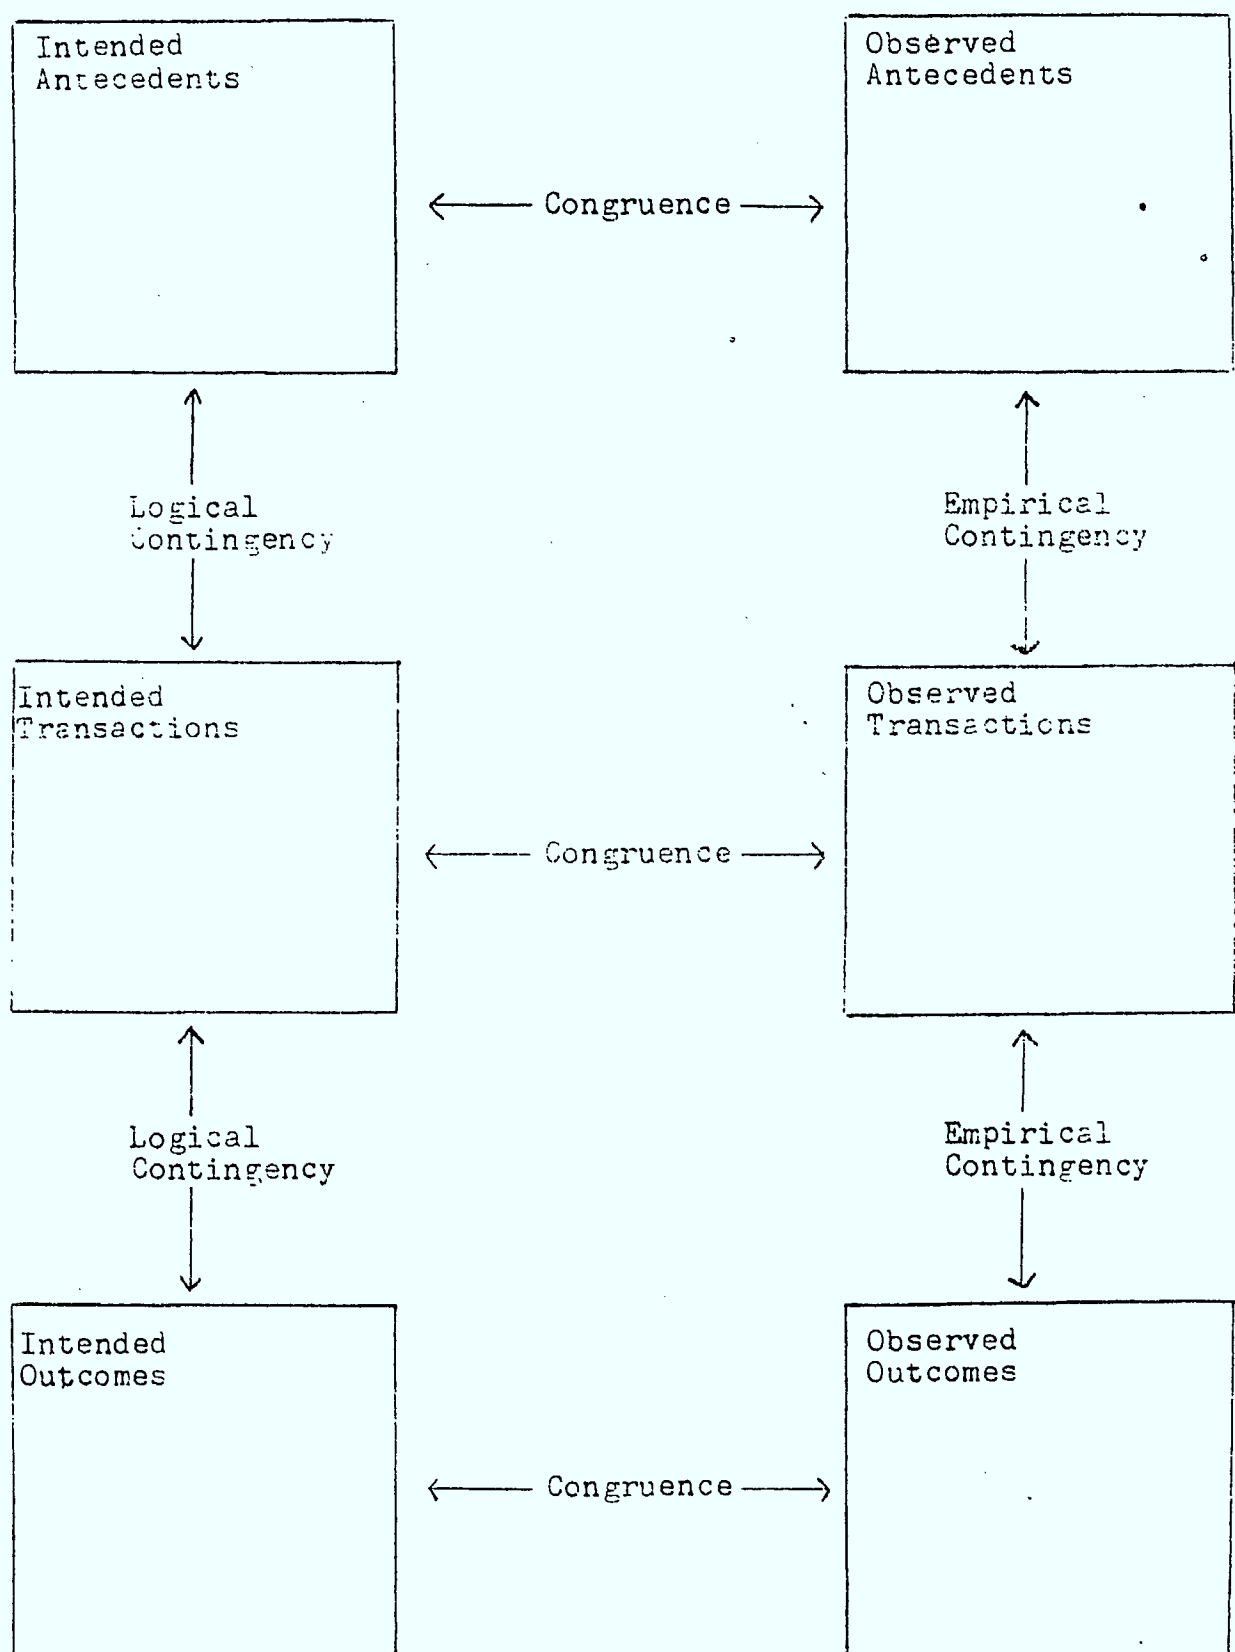 Intended
Antecedents
Observed
Antecedents
Congruence
Logical
Contingency
Empirical
Contingency
Intended
Transactions
Observed
Transactions
Congruence
Logical
Contingency
Empirical
Contingency
Intended
Outcomes
Observed
Outcomes
Congruence